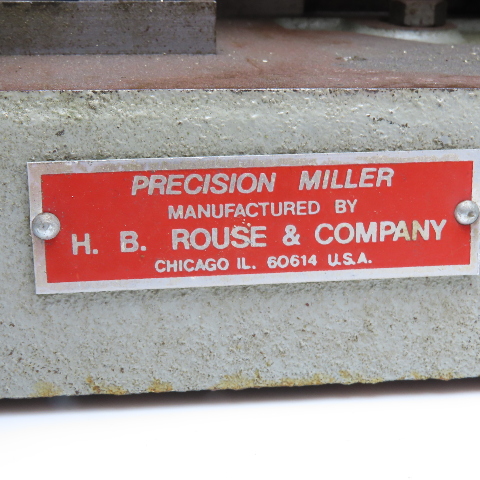 PRECISION MILLER
MANUFACTURED BY
H. B. ROUSE & COMPANY
CHICAGO IL. 60614 U.S.A.